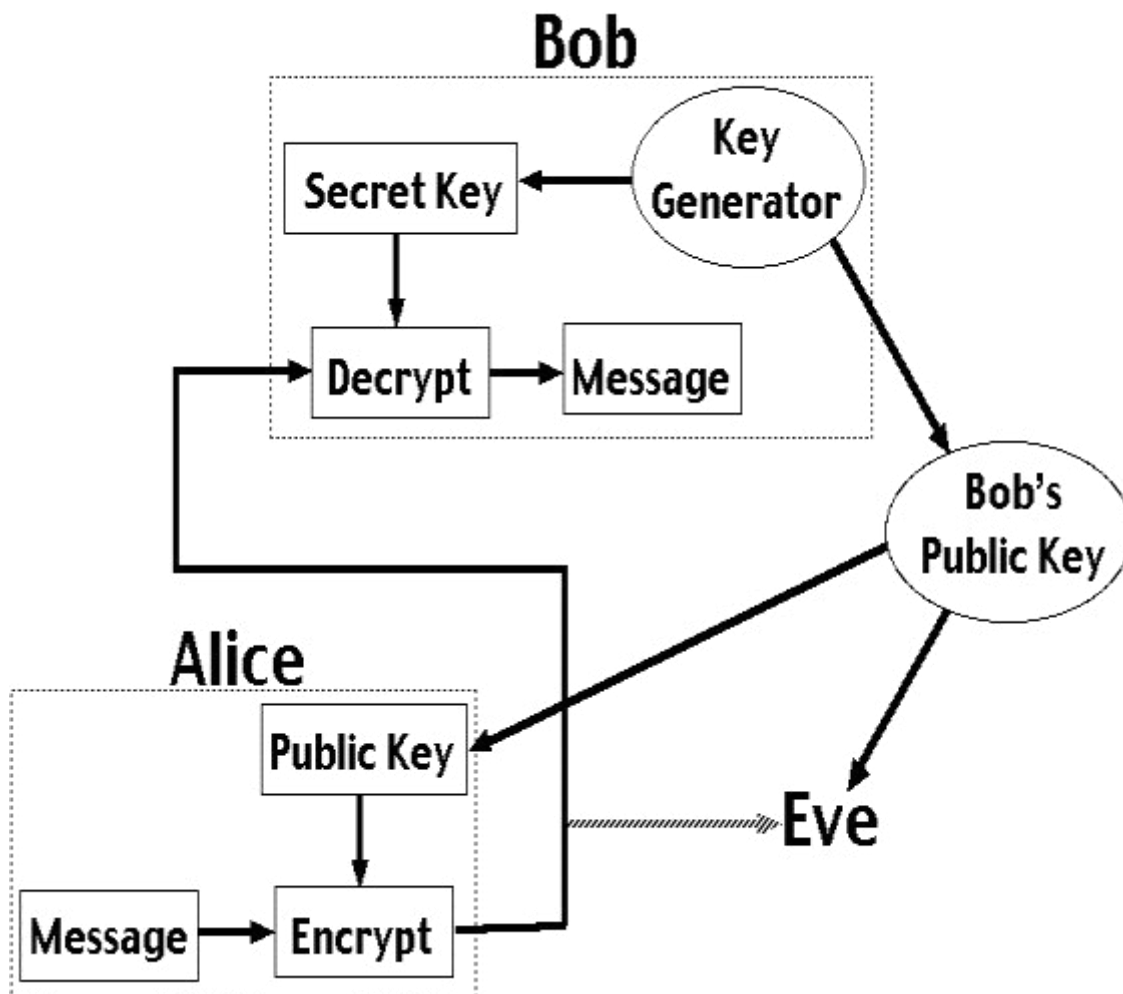 Bob
Key
Generator
Secret Key
Decrypt
Message
Bob's
Public Key
Alice
Public Key
Eve
Message
Encrypt